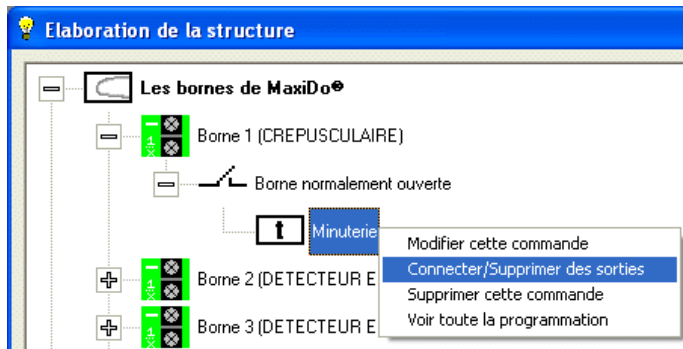 Elaboration de la structure
Les bornes de MaxiDo®
Borne 1 (CREPUSCULAIRE)
Borne normalement ouverte
t Minuterie
Modifier cette commande
Connecter/Supprimer des sorties
Supprimer cette commande
Voir toute la programmation
Borne 2 (DETECTEUR E
Borne 3 (DETECTEUR E